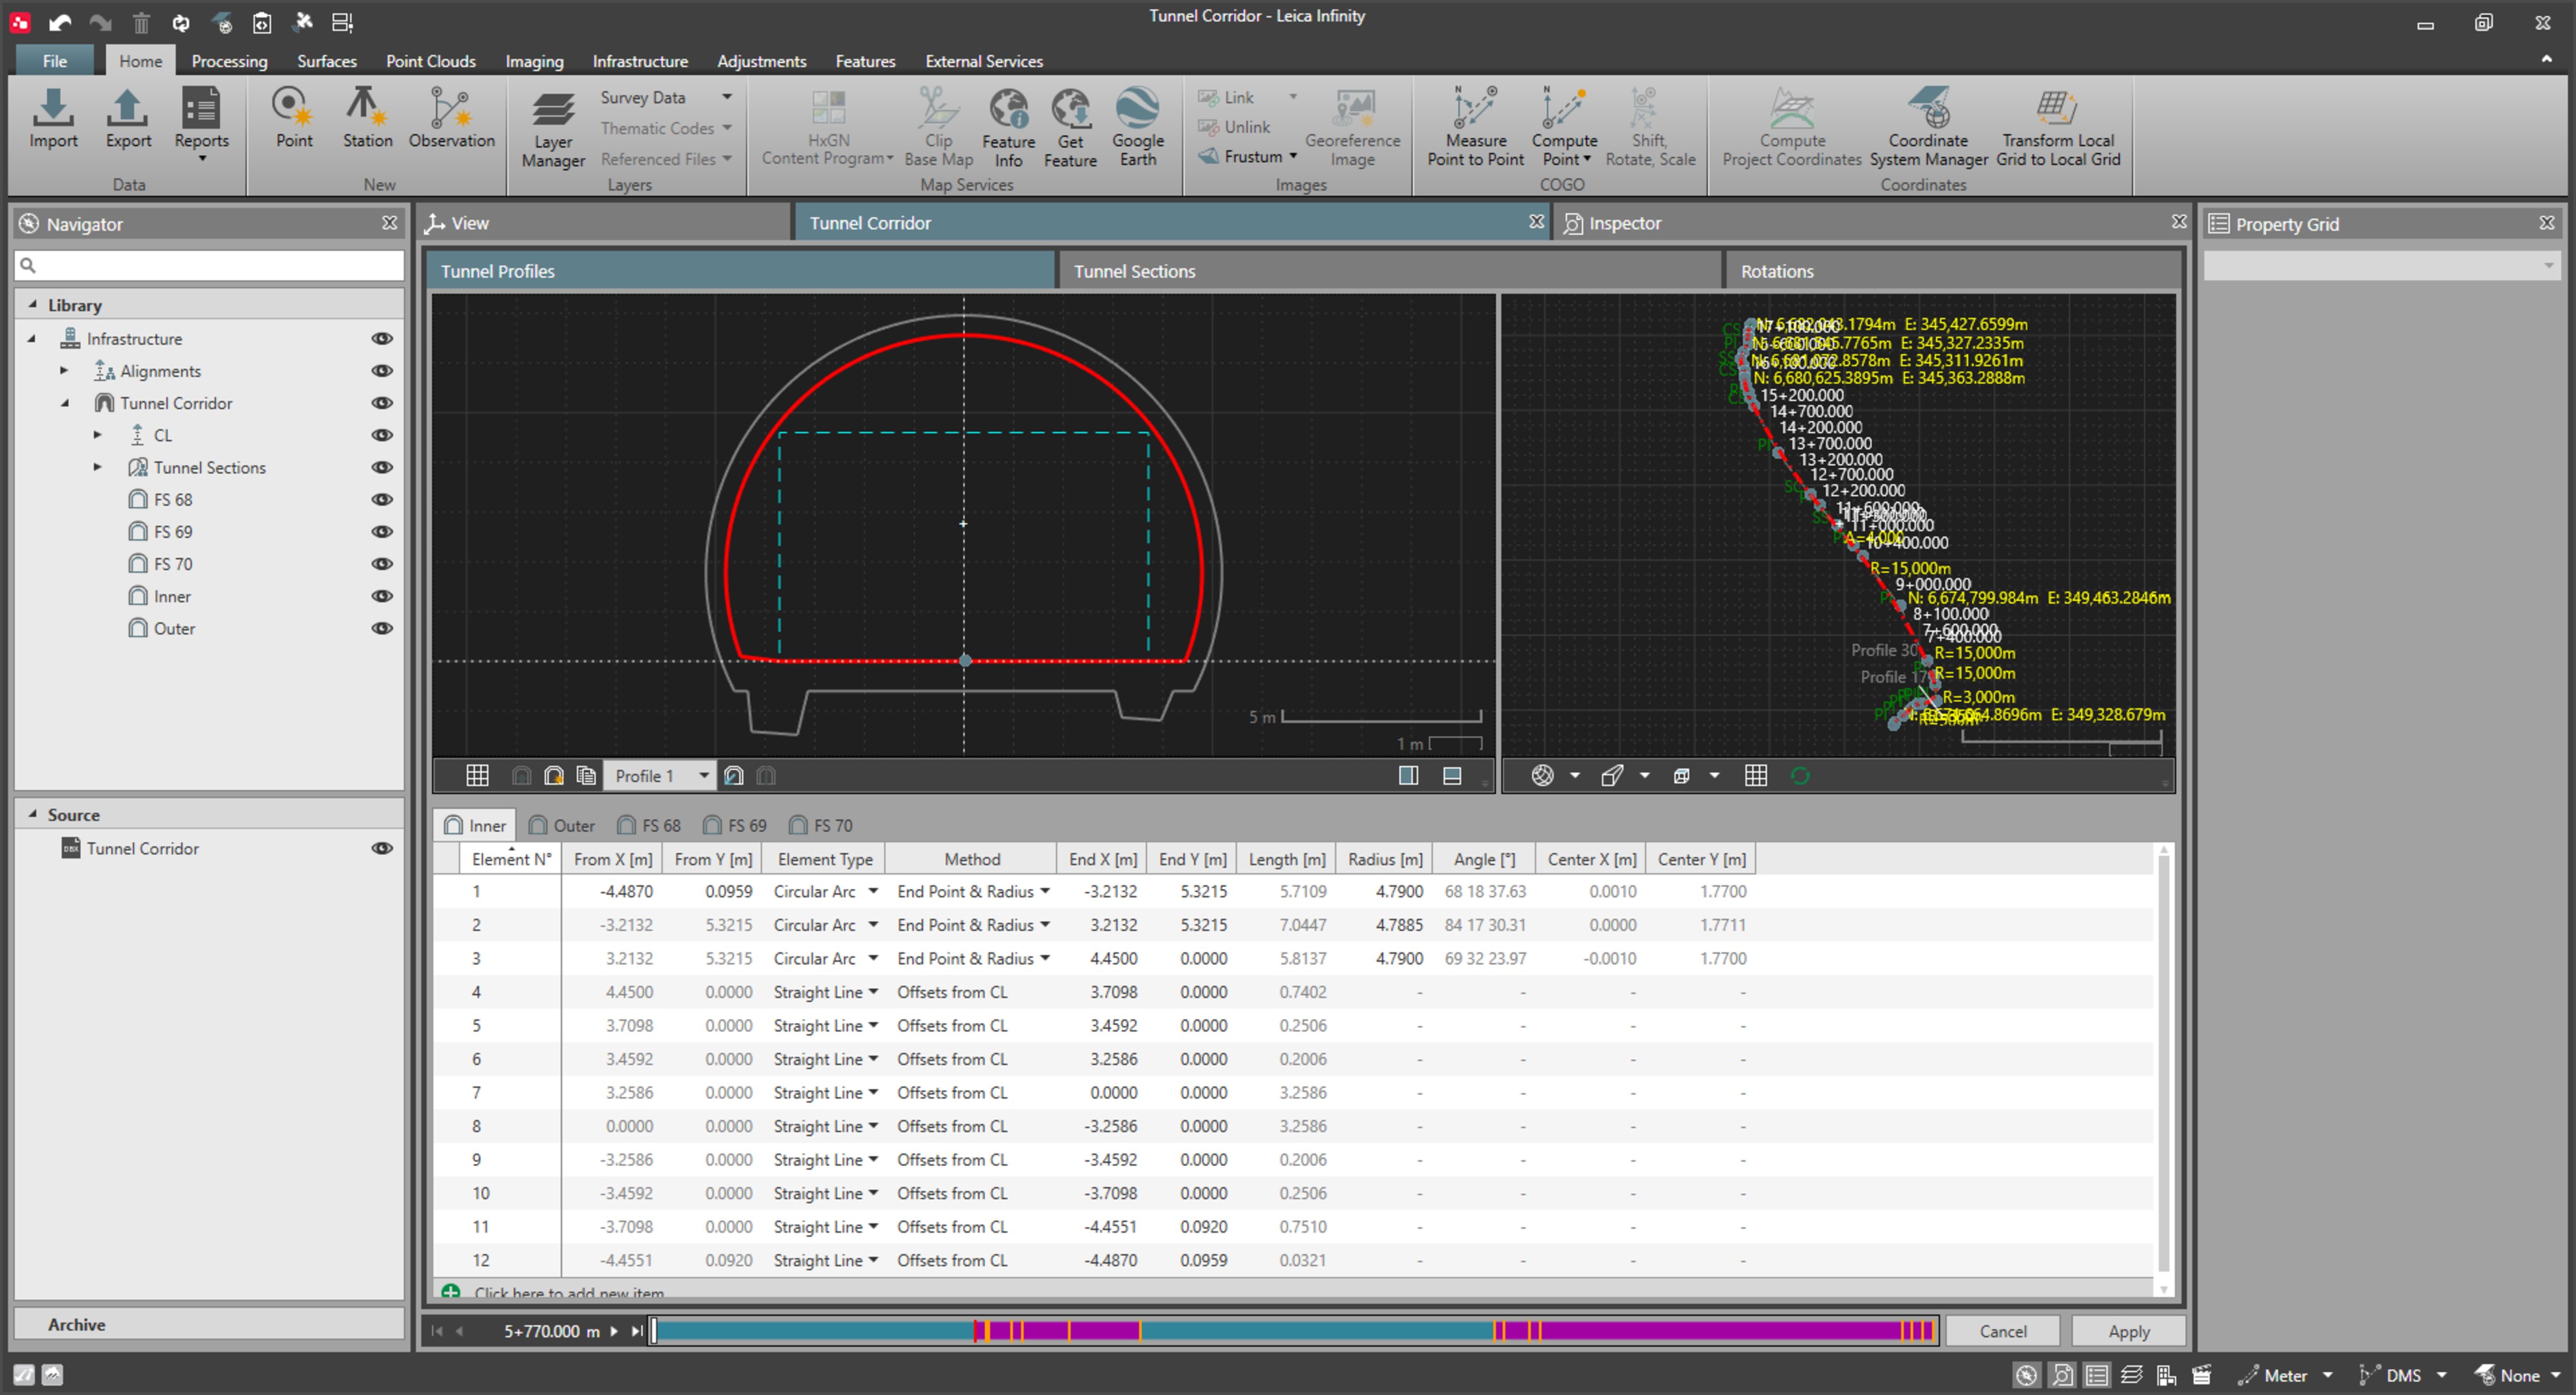 Tunnel Corridor - Leica Infinity
File Home Processing Surfaces Point Clouds Imaging Infrastructure Adjustments Features External Services
Import Export Reports
Data
Point Station Observation
New
Layer Manager
Survey Data
Thematic Codes
Referenced Files
Layers
HxGN Content Program
Clip Base Map
Feature Info
Get Feature
Google Earth
Map Services
Link
Unlink
Frustum
Georeference Image
Images
Measure Point to Point
Compute Point
Shift, Rotate, Scale
COGO
Compute Project Coordinates
Coordinate System Manager
Transform Local Grid to Local Grid
Coordinates
Navigator
Library
Infrastructure
Alignments
Tunnel Corridor
CL
Tunnel Sections
FS 68
FS 69
FS 70
Inner
Outer
Source
Tunnel Corridor
Archive
View
Tunnel Corridor
Inspector
Property Grid
Tunnel Profiles
Tunnel Sections
Rotations
5 m
1 m
Profile 1
E: 345,427.6599m
E: 345,327.2335m
E: 345,311.9261m
N: 6,680,625.3895m E: 345,363.2888m
15+200.000
14+700.000
14+200.000
13+700.000
13+200.000
12+700.000
12+200.000
11+000.000
10+400.000
R=15,000m
9+000.000
N: 6,674,799.984m E: 349,463.2846m
8+100.000
7+600.000
7+400.000
Profile 30
R=15,000m
Profile 17
R=15,000m
R=3,000m
E: 349,328.679m
Inner Outer FS 68 FS 69 FS 70
Element N° From X [m] From Y [m] Element Type Method End X [m] End Y [m] Length [m] Radius [m] Angle [°] Center X [m] Center Y [m]
1 -4.4870 0.0959 Circular Arc End Point & Radius -3.2132 5.3215 5.7109 4.7900 68 18 37.63 0.0010 1.7700
2 -3.2132 5.3215 Circular Arc End Point & Radius 3.2132 5.3215 7.0447 4.7885 84 17 30.31 0.0000 1.7711
3 3.2132 5.3215 Circular Arc End Point & Radius 4.4500 0.0000 5.8137 4.7900 69 32 23.97 -0.0010 1.7700
4 4.4500 0.0000 Straight Line Offsets from CL 3.7098 0.0000 0.7402 - - - -
5 3.7098 0.0000 Straight Line Offsets from CL 3.4592 0.0000 0.2506 - - - -
6 3.4592 0.0000 Straight Line Offsets from CL 3.2586 0.0000 0.2006 - - - -
7 3.2586 0.0000 Straight Line Offsets from CL 0.0000 0.0000 3.2586 - - - -
8 0.0000 0.0000 Straight Line Offsets from CL -3.2586 0.0000 3.2586 - - - -
9 -3.2586 0.0000 Straight Line Offsets from CL -3.4592 0.0000 0.2006 - - - -
10 -3.4592 0.0000 Straight Line Offsets from CL -3.7098 0.0000 0.2506 - - - -
11 -3.7098 0.0000 Straight Line Offsets from CL -4.4551 0.0920 0.7510 - - - -
12 -4.4551 0.0920 Straight Line Offsets from CL -4.4870 0.0959 0.0321 - - - -
Click here to add new item
5+770.000 m
Cancel Apply
Meter DMS None